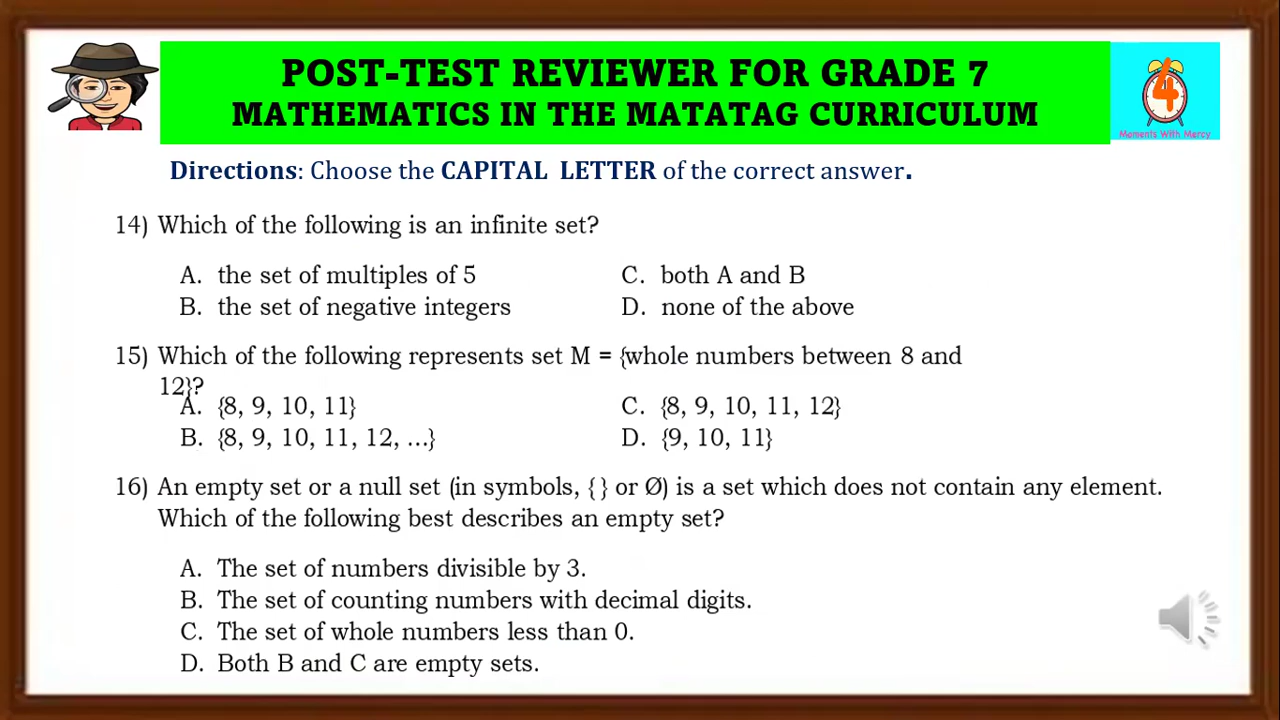 POST-TEST REVIEWER FOR GRADE 7
MATHEMATICS IN THE MATATAG CURRICULUM
4
Moments With Mercy
Directions: Choose the CAPITAL LETTER of the correct answer.
14) Which of the following is an infinite set?
A. the set of multiples of 5
C. both A and B
B. the set of negative integers
D. none of the above
15) Which of the following represents set M = {whole numbers between 8 and
12}?
A. {8, 9, 10, 11}
C. {8, 9, 10, 11, 12}
B. {8, 9, 10, 11, 12, ...}
D. {9, 10, 11}
16) An empty set or a null set (in symbols, { } or Ø) is a set which does not contain any element.
Which of the following best describes an empty set?
A. The set of numbers divisible by 3.
B. The set of counting numbers with decimal digits.
C. The set of whole numbers less than 0.
D. Both B and C are empty sets.